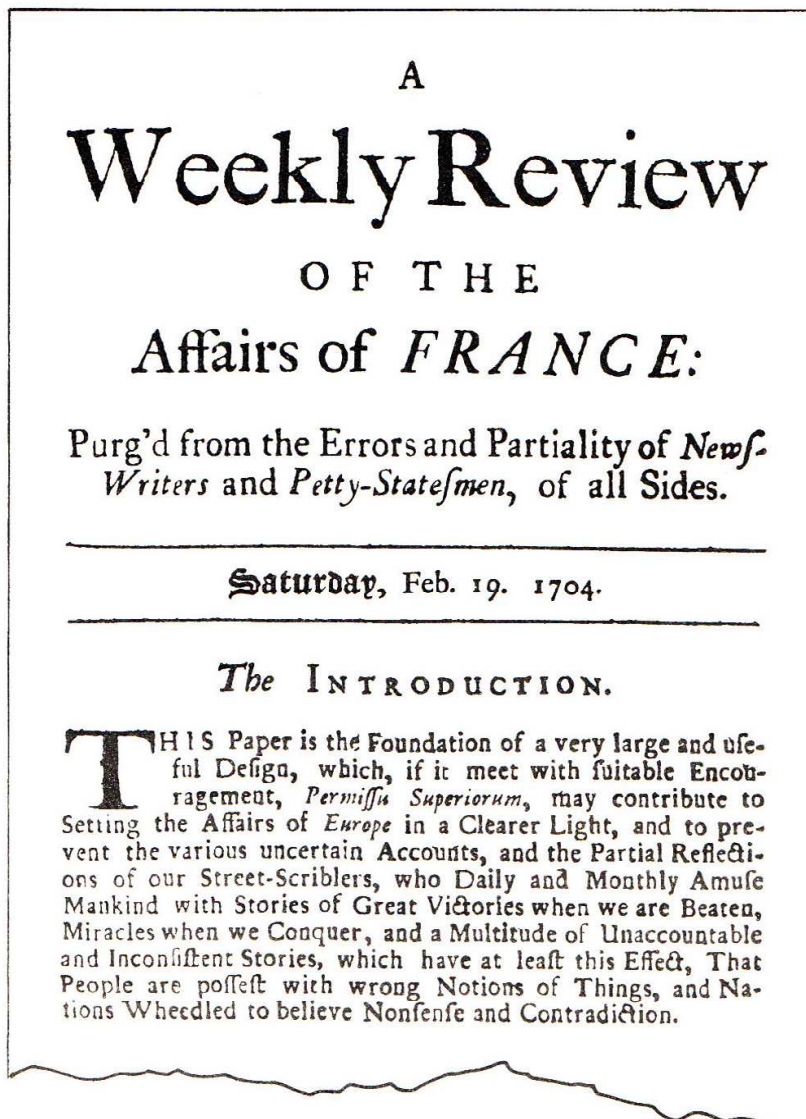 A
Weekly Review
OF THE
Affairs of FRANCE:
Purg'd from the Errors and Partiality of Newſ-
Writers and Petty-Stateſmen, of all Sides.
Saturday, Feb. 19. 1704.
The INTRODUCTION.
THIS Paper is the Foundation of a very large and uſe-
ful Deſign, which, if it meet with ſuitable Encou-
ragement, Permiſſu Superiorum, may contribute to
Setting the Affairs of Europe in a Clearer Light, and to pre-
vent the various uncertain Accounts, and the Partial Reflecti-
ons of our Street-Scriblers, who Daily and Monthly Amuſe
Mankind with Stories of Great Victories when we are Beaten,
Miracles when we Conquer, and a Multitude of Unaccountable
and Inconſiſtent Stories, which have at leaſt this Effect, That
People are poſſeſt with wrong Notions of Things, and Na-
tions Wheedled to believe Nonſenſe and Contradiction.